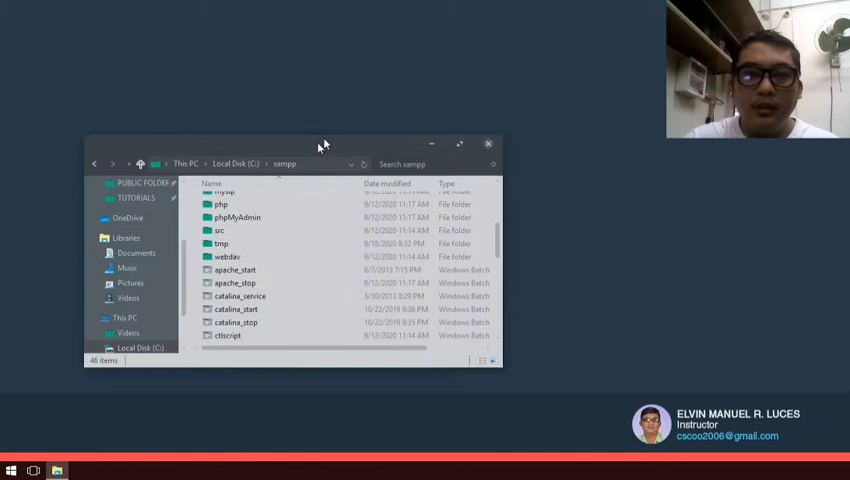 This PC
Local Disk (C:)
xampp
Search xampp
Name
Date modified
Type
PUBLIC FOLDER
TUTORIALS
OneDrive
Libraries
Documents
Music
Pictures
Videos
This PC
Videos
Local Disk (C:)
mysql
php 9/12/2020 11:17 AM File folder
phpMyAdmin 9/12/2020 11:17 AM File folder
src 9/12/2020 11:14 AM File folder
tmp 9/18/2020 8:32 PM File folder
webdav 9/12/2020 11:14 AM File folder
apache_start 6/7/2013 7:15 PM Windows Batch
apache_stop 9/12/2020 11:17 AM Windows Batch
catalina_service 3/30/2013 8:29 PM Windows Batch
catalina_start 10/22/2019 9:36 PM Windows Batch
catalina_stop 10/22/2019 9:35 PM Windows Batch
ctlscript 9/12/2020 11:14 AM Windows Batch
46 items
ELVIN MANUEL R. LUCES
Instructor
cscoo2006@gmail.com